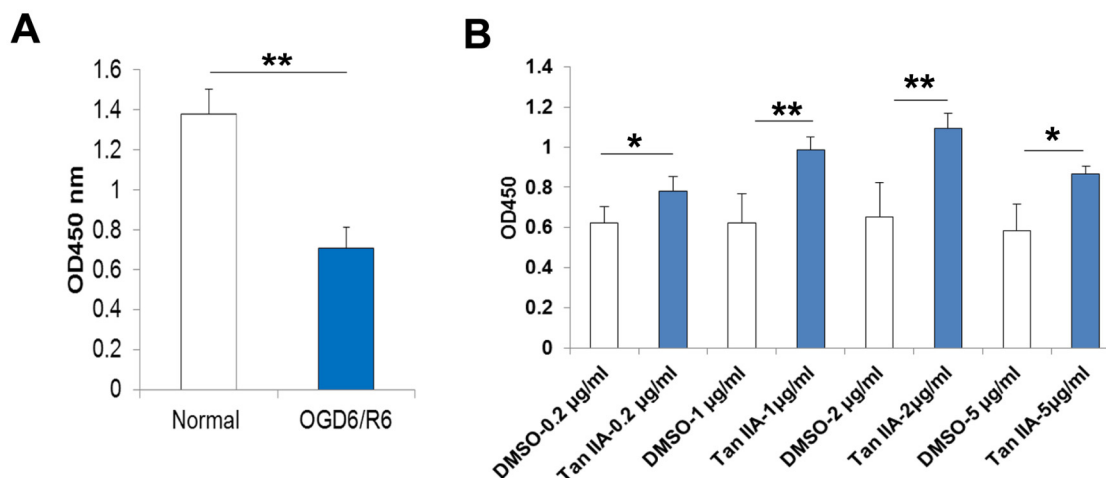 A
OD450 nm
1.6
1.4
1.2
1
0.8
0.6
0.4
0.2
0
**
Normal
OGD6/R6
B
OD450
1.4
1.2
1
0.8
0.6
0.4
0.2
0
*
**
**
*
DMSO-0.2 µg/ml
Tan IIA-0.2 µg/ml
DMSO-1 µg/ml
Tan IIA-1µg/ml
DMSO-2 µg/ml
Tan IIA-2µg/ml
DMSO-5 µg/ml
Tan IIA-5µg/ml